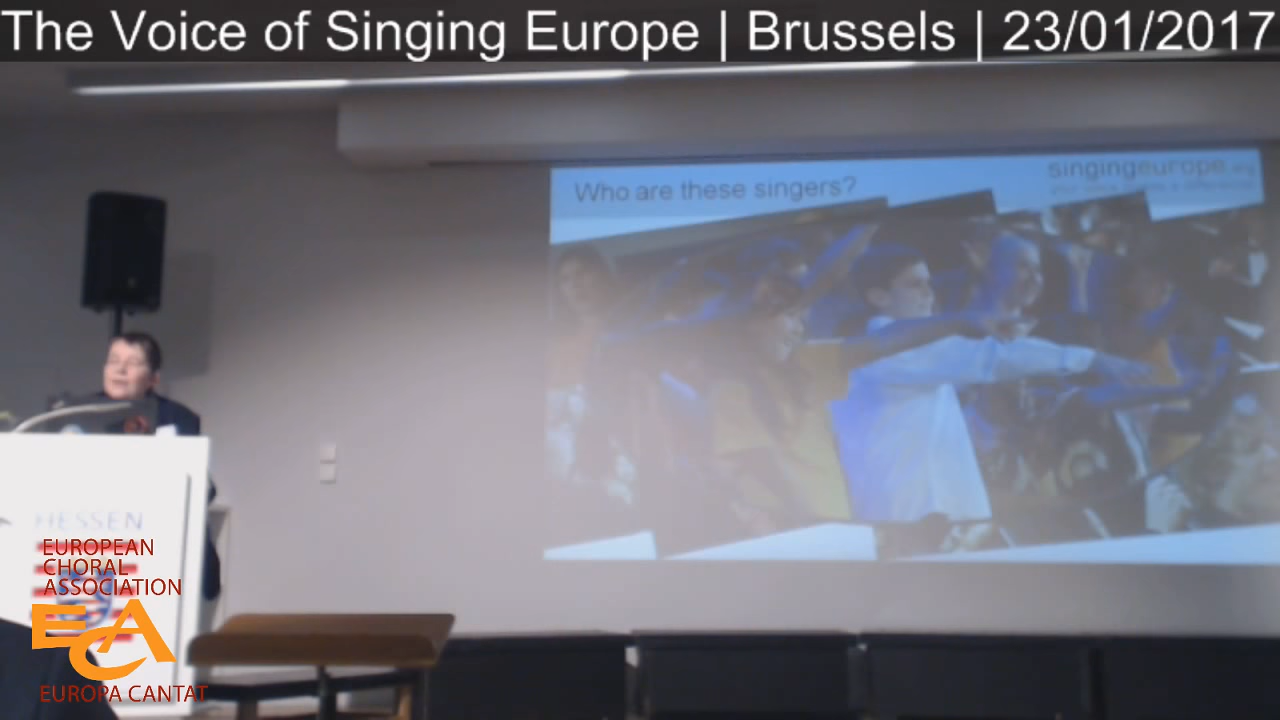 The Voice of Singing Europe | Brussels | 23/01/2017
Who are these singers?
singingeurope.org
HESSEN
EUROPEAN
CHORAL
ASSOCIATION
ECA
EUROPA CANTAT